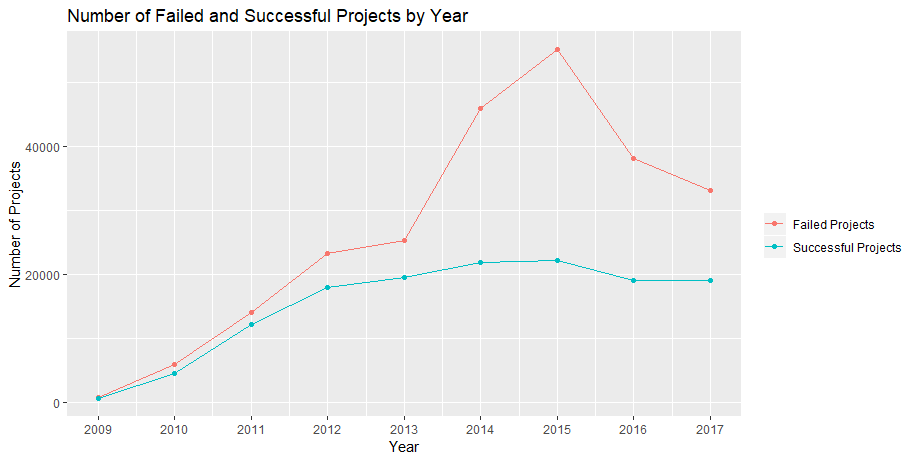 Number of Failed and Successful Projects by Year
Number of Projects
40000
20000
0
2009 2010 2011 2012 2013 2014 2015 2016 2017
Year
Failed Projects
Successful Projects